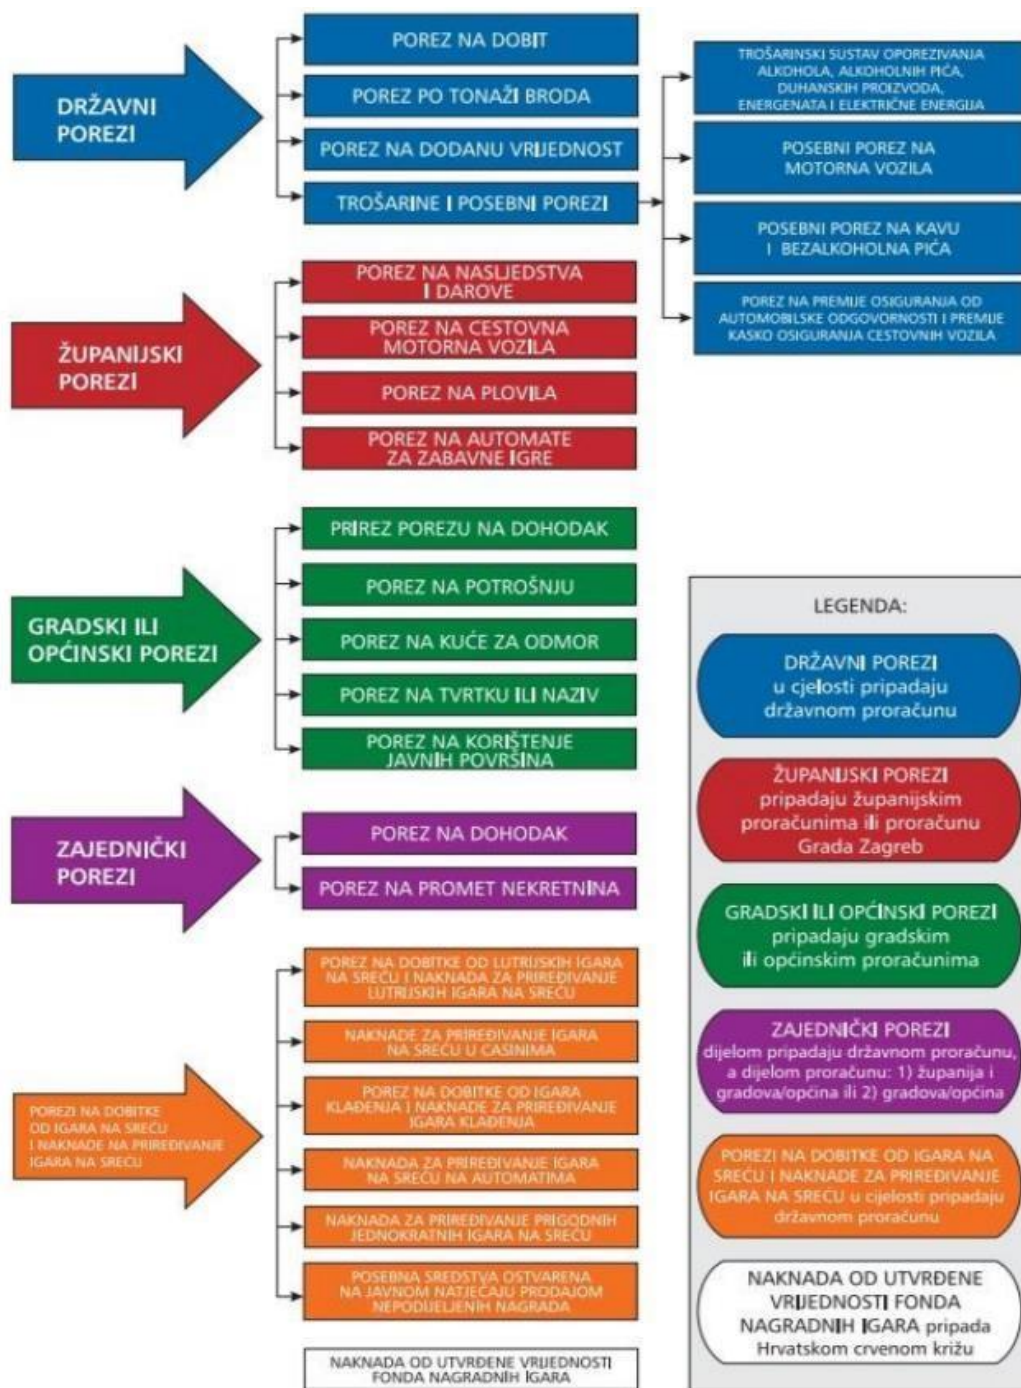 DRŽAVNI
POREZI
POREZ NA DOBIT
POREZ PO TONAŽI BRODA
POREZ NA DODANU VRIJEDNOST
TROŠARINE I POSEBNI POREZI
TROŠARINSKI SUSTAV OPOREZIVANJA
ALKOHOLA, ALKOHOLNIH PIĆA,
DUHANSKIH PROIZVODA,
ENERGENATA I ELEKTRIČNE ENERGIJA
POSEBNI POREZ NA
MOTORNA VOZILA
POSEBNI POREZ NA KAVU
I BEZALKOHOLNA PIĆA
POREZ NA PREMIJE OSIGURANJA OD
AUTOMOBILSKE ODGOVORNOSTI I PREMIJE
KASKO OSIGURANJA CESTOVNIH VOZILA
ŽUPANIJSKI
POREZI
POREZ NA NASLJEDSTVA
I DAROVE
POREZ NA CESTOVNA
MOTORNA VOZILA
POREZ NA PLOVILA
POREZ NA AUTOMATE
ZA ZABAVNE IGRE
GRADSKI ILI
OPĆINSKI POREZI
PRIREZ POREZU NA DOHODAK
POREZ NA POTROŠNJU
POREZ NA KUĆE ZA ODMOR
POREZ NA TVRTKU ILI NAZIV
POREZ NA KORIŠTENJE
JAVNIH POVRŠINA
ZAJEDNIČKI
POREZI
POREZ NA DOHODAK
POREZ NA PROMET NEKRETNINA
POREZI NA DOBITKE
OD IGARA NA SREĆU
I NAKNADE NA PRIREĐIVANJE
IGARA NA SREĆU
POREZ NA DOBITKE OD LUTRIJSKIH IGARA
NA SREĆU I NAKNADA ZA PRIREĐIVANJE
LUTRIJSKIH IGARA NA SREĆU
NAKNADE ZA PRIREĐIVANJE IGARA
NA SREĆU U CASINIMA
POREZ NA DOBITKE OD IGARA
KLAĐENJA I NAKNADE ZA PRIREĐIVANJE
IGARA KLAĐENJA
NAKNADA ZA PRIREĐIVANJE IGARA
NA SREĆU NA AUTOMATIMA
NAKNADA ZA PRIREĐIVANJE PRIGODNIH
JEDNOKRATNIH IGARA NA SREĆU
POSEBNA SREDSTVA OSTVARENA
NA JAVNOM NATJEČAJU PRODAJOM
NEPODIJELJENIH NAGRADA
NAKNADA OD UTVRĐENE VRIJEDNOSTI
FONDA NAGRADNIH IGARA
LEGENDA:
DRŽAVNI POREZI
u cjelosti pripadaju
državnom proračunu
ŽUPANIJSKI POREZI
pripadaju županijskim
proračunima ili proračunu
Grada Zagreb
GRADSKI ILI OPĆINSKI POREZI
pripadaju gradskim
ili općinskim proračunima
ZAJEDNIČKI POREZI
dijelom pripadaju državnom proračunu,
a dijelom proračunu: 1) županija i
gradova/općina ili 2) gradova/općina
POREZI NA DOBITKE OD IGARA NA
SREĆU I NAKNADE ZA PRIREĐIVANJE
IGARA NA SREĆU u cijelosti pripadaju
državnom proračunu
NAKNADA OD UTVRĐENE
VRIJEDNOSTI FONDA
NAGRADNIH IGARA pripada
Hrvatskom crvenom križu